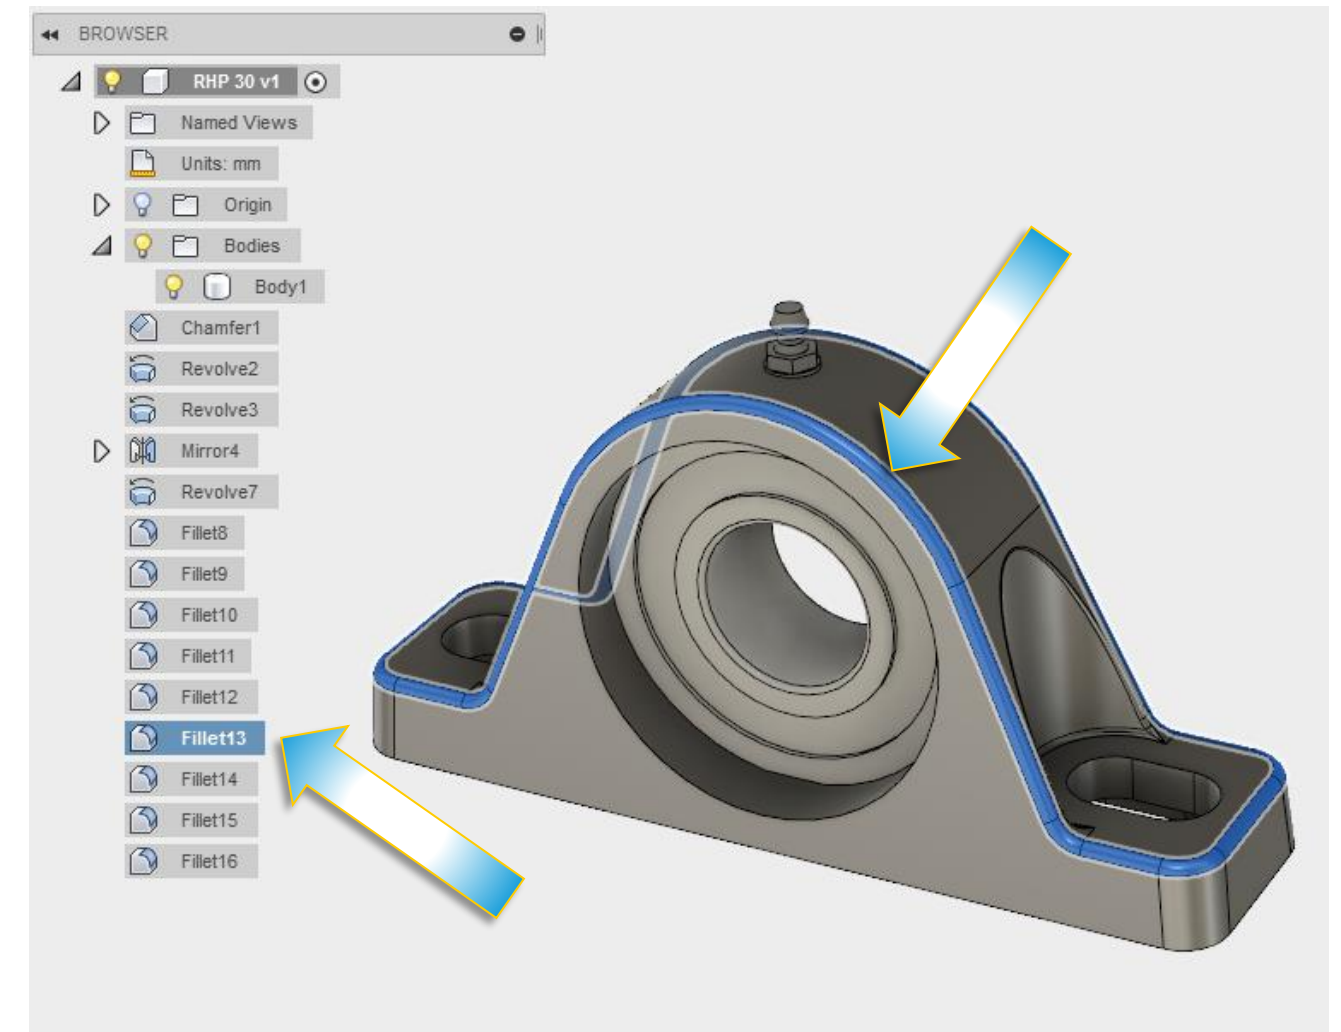 BROWSER
RHP 30 v1
Named Views
Units: mm
Origin
Bodies
Body1
Chamfer1
Revolve2
Revolve3
Mirror4
Revolve7
Fillet8
Fillet9
Fillet10
Fillet11
Fillet12
Fillet13
Fillet14
Fillet15
Fillet16